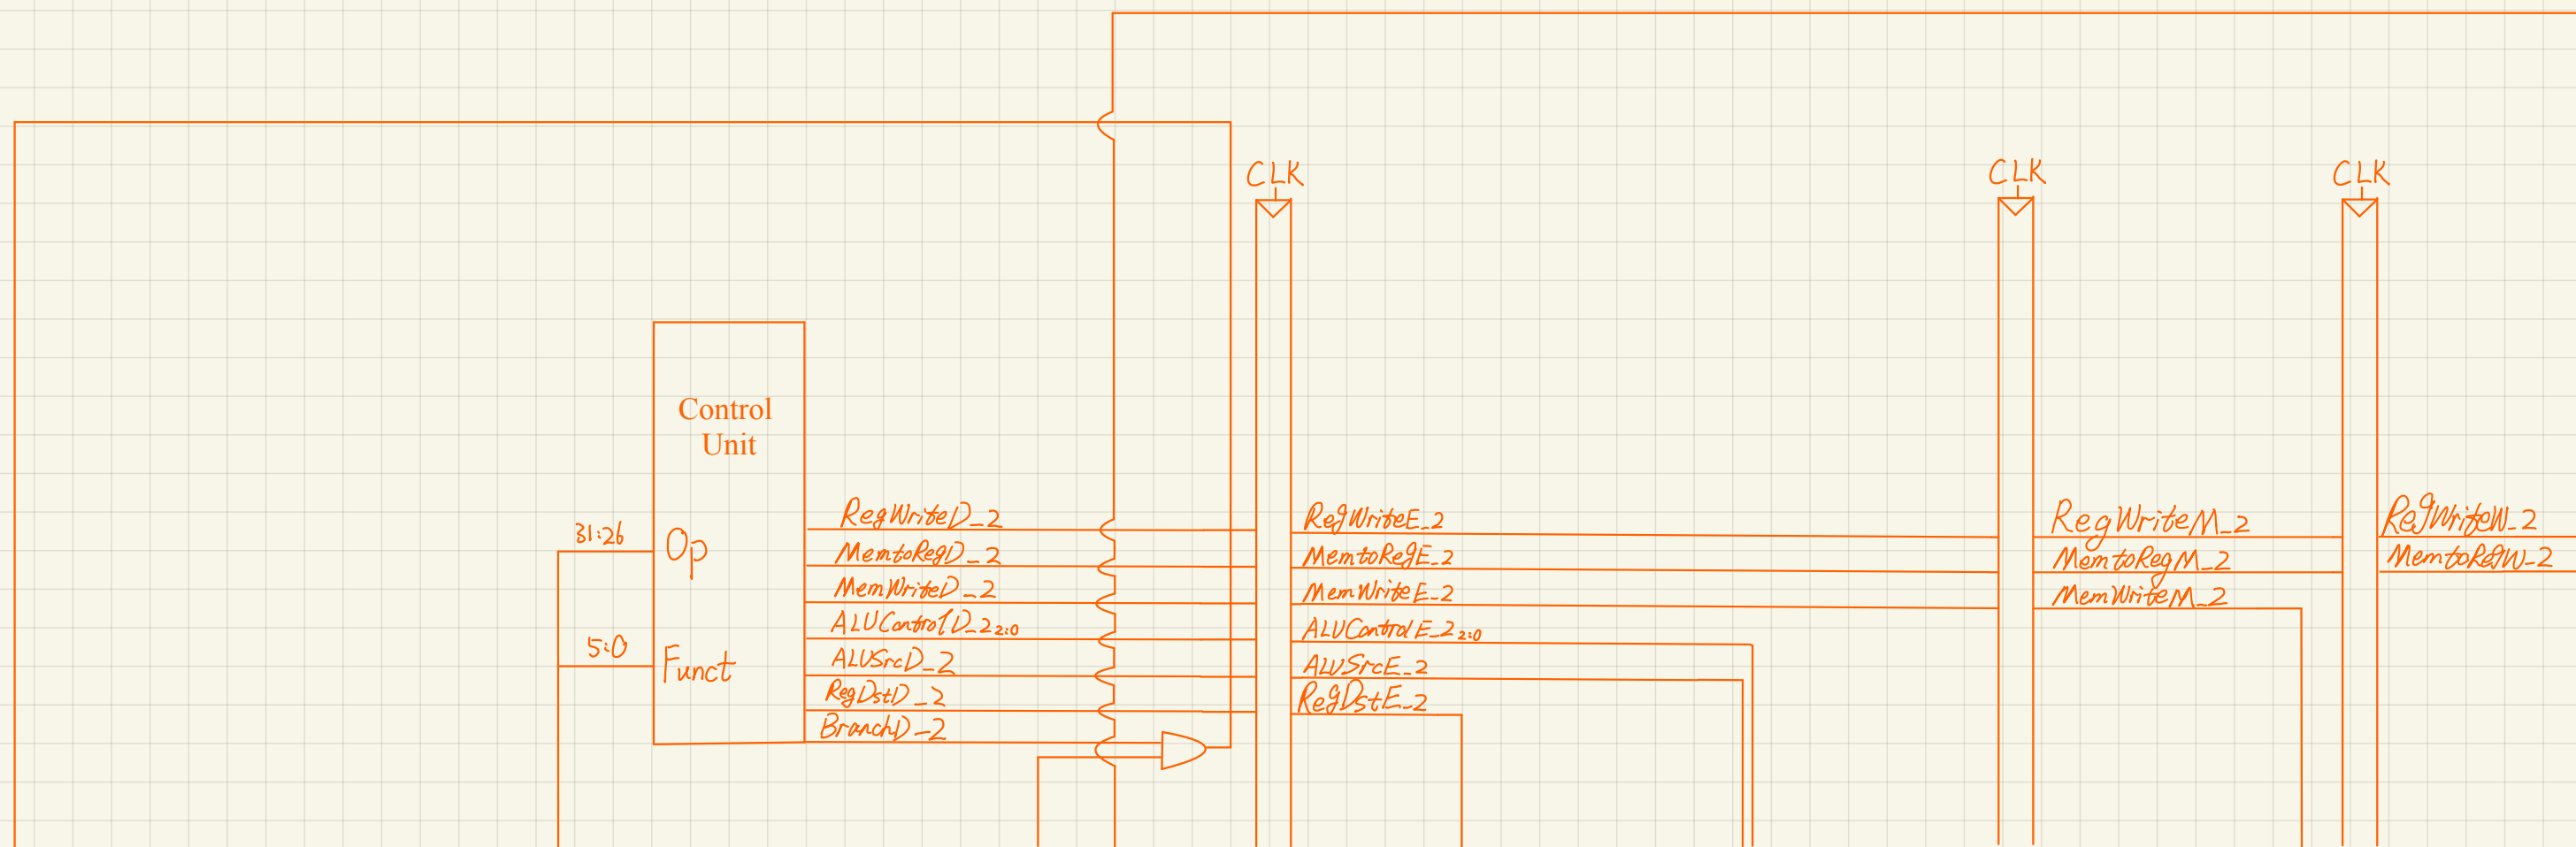 CLK
CLK
CLK
Control
Unit
31:26
Op
5:0
Funct
RegWriteD_2
MemtoRegD_2
MemWriteD_2
ALUControlD_2 2:0
ALUSrcD_2
RegDstD_2
BranchD_2
RegWriteE_2
MemtoRegE_2
MemWriteE_2
ALUControlE_2 2:0
ALUSrcE_2
RegDstE_2
RegWriteM_2
MemtoRegM_2
MemWriteM_2
RegWriteW_2
MemtoRegW_2